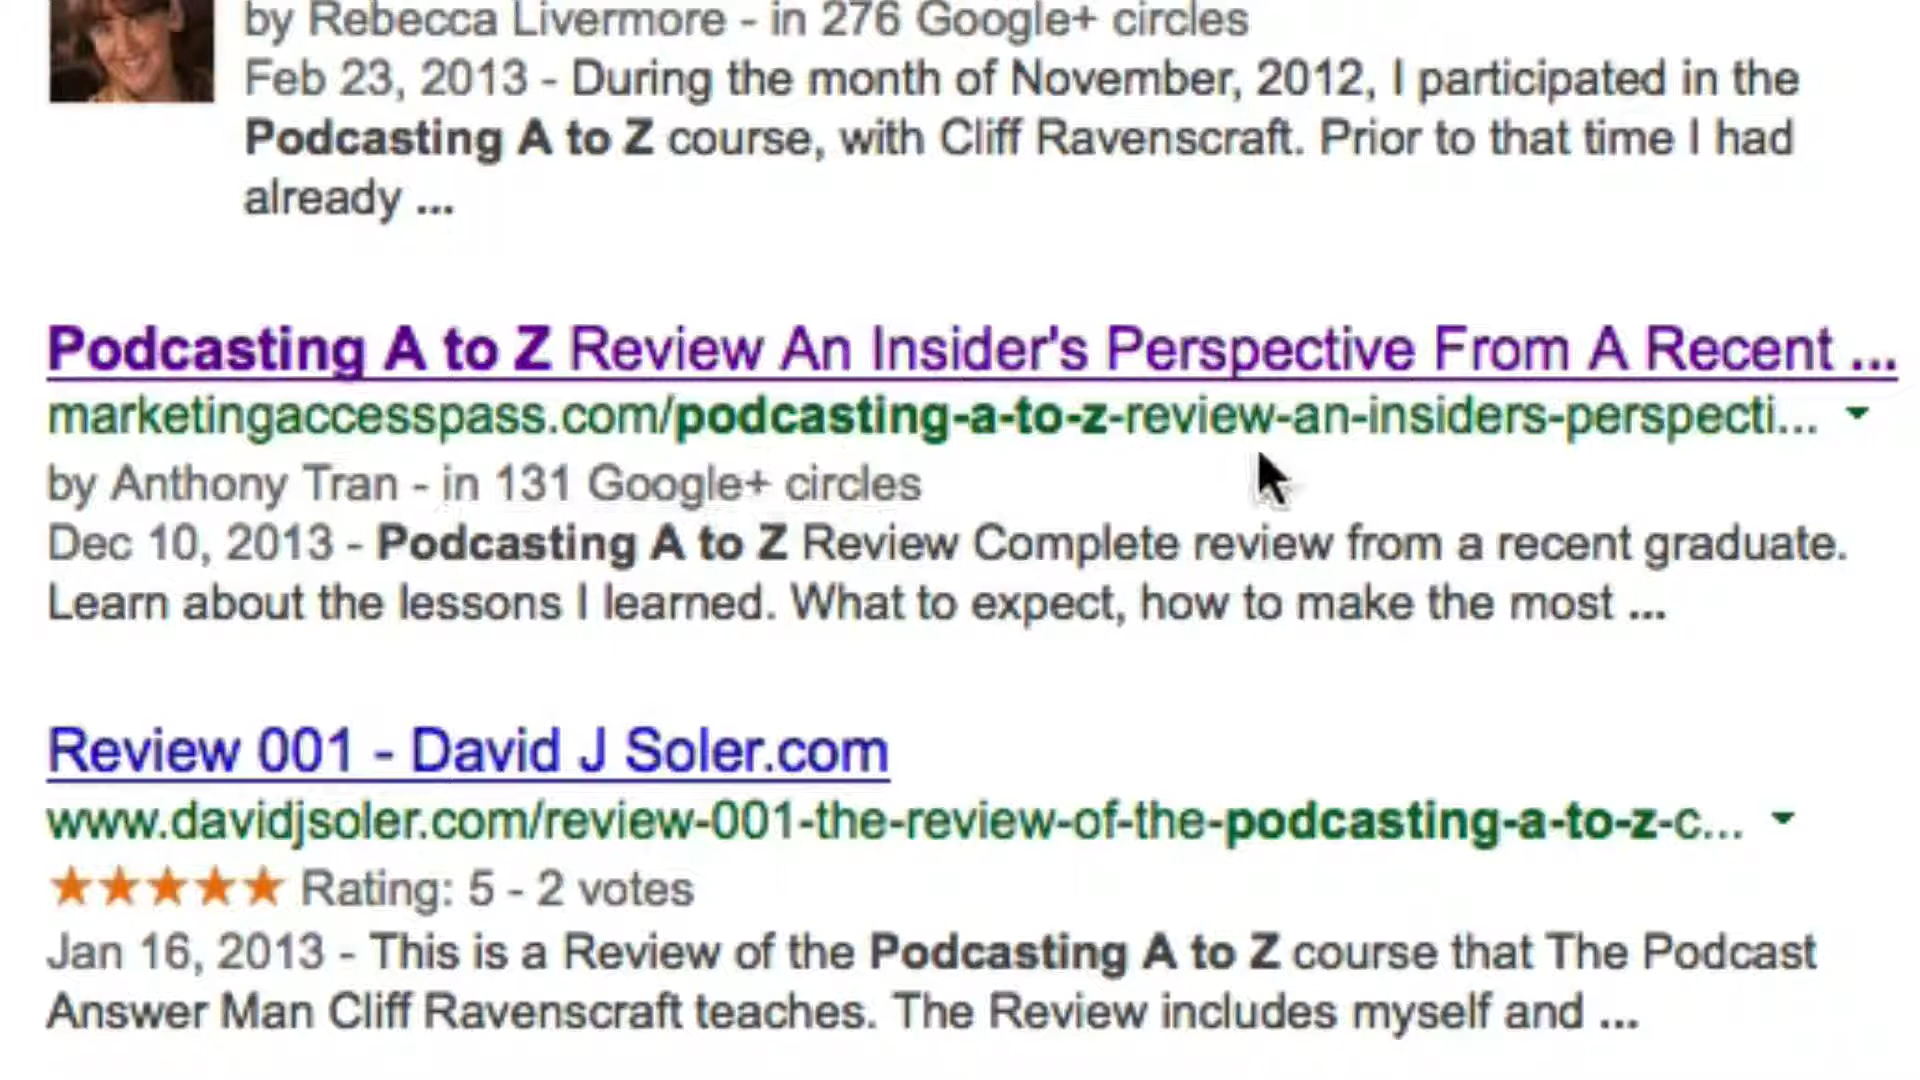 by Rebecca Livermore - in 276 Google+ circles
Feb 23, 2013 - During the month of November, 2012, I participated in the
Podcasting A to Z course, with Cliff Ravenscraft. Prior to that time I had
already ...
Podcasting A to Z Review An Insider's Perspective From A Recent ...
marketingaccesspass.com/podcasting-a-to-z-review-an-insiders-perspecti...
by Anthony Tran - in 131 Google+ circles
Dec 10, 2013 - Podcasting A to Z Review Complete review from a recent graduate.
Learn about the lessons I learned. What to expect, how to make the most ...
Review 001 - David J Soler.com
www.davidjsoler.com/review-001-the-review-of-the-podcasting-a-to-z-c...
Rating: 5 - 2 votes
Jan 16, 2013 - This is a Review of the Podcasting A to Z course that The Podcast
Answer Man Cliff Ravenscraft teaches. The Review includes myself and ...